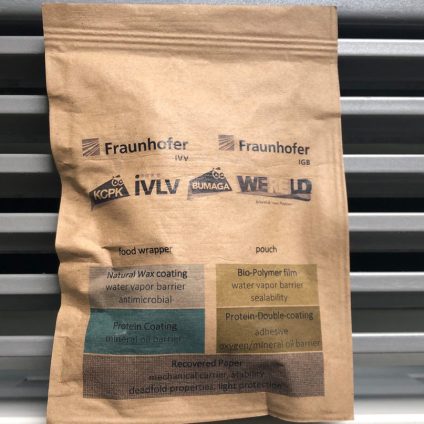 Fraunhofer
IVV
Fraunhofer
IGB
KCPK
iVLV
BUMAGA
food wrapper
pouch
Natural Wax coating
water vapor barrier
antimicrobial
Protein Coating
mineral oil barrier
Bio-Polymer film
water vapor barrier
sealability
Protein-Double-coating
adhesive
oxygen/mineral oil barrier
Recovered Paper
mechanical carrier, stability
deadfold properties, light protection